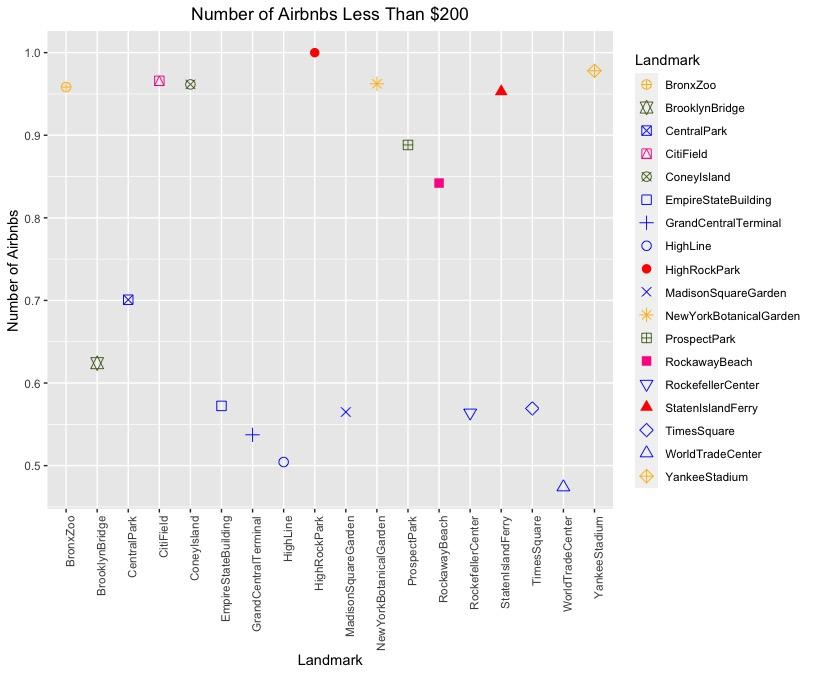 Number of Airbnbs Less Than $200
Number of Airbnbs
1.0
0.9
0.8
0.7
0.6
0.5
BronxZoo
BrooklynBridge
CentralPark
CitiField
ConeyIsland
EmpireStateBuilding
GrandCentralTerminal
HighLine
HighRockPark
MadisonSquareGarden
NewYorkBotanicalGarden
ProspectPark
RockawayBeach
RockefellerCenter
StatenIslandFerry
TimesSquare
WorldTradeCenter
YankeeStadium
Landmark
Landmark
BronxZoo
BrooklynBridge
CentralPark
CitiField
ConeyIsland
EmpireStateBuilding
GrandCentralTerminal
HighLine
HighRockPark
MadisonSquareGarden
NewYorkBotanicalGarden
ProspectPark
RockawayBeach
RockefellerCenter
StatenIslandFerry
TimesSquare
WorldTradeCenter
YankeeStadium